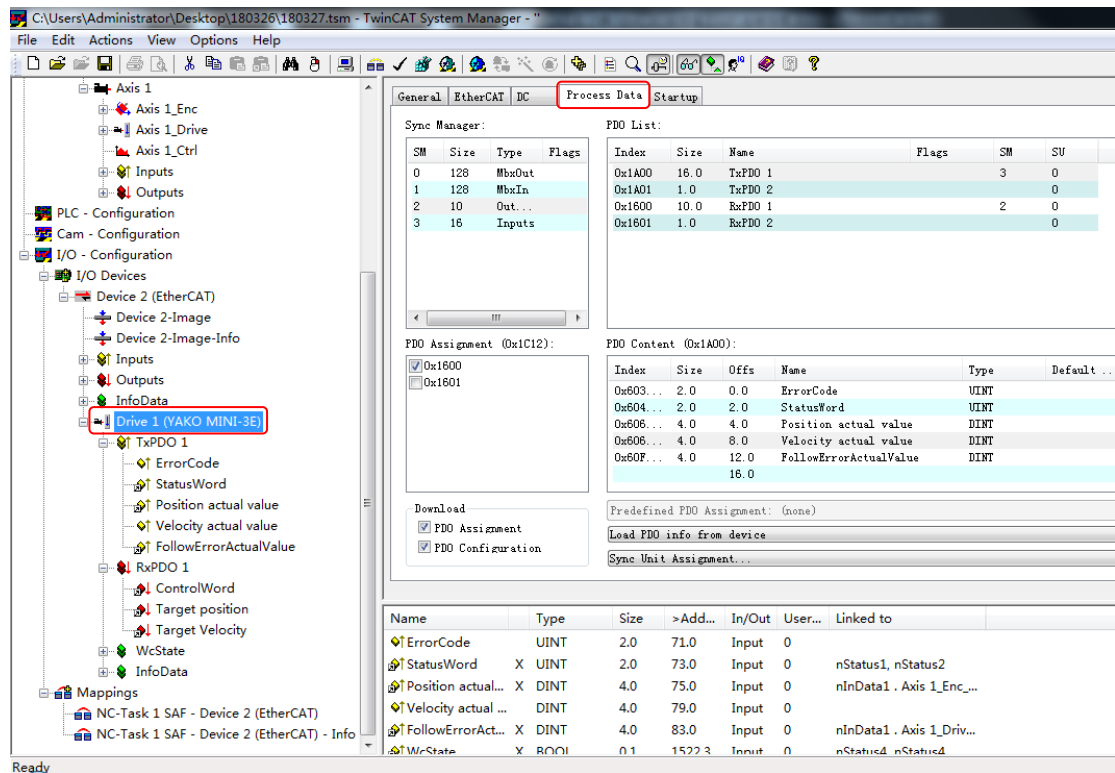 C:\Users\Administrator\Desktop\180326\180327.tsm - TwinCAT System Manager - ''
File Edit Actions View Options Help
Axis 1
Axis 1_Enc
Axis 1_Drive
Axis 1_Ctrl
Inputs
Outputs
PLC - Configuration
Cam - Configuration
I/O - Configuration
I/O Devices
Device 2 (EtherCAT)
Device 2-Image
Device 2-Image-Info
Inputs
Outputs
InfoData
Drive 1 (YAKO MINI-3E)
TxPDO 1
ErrorCode
StatusWord
Position actual value
Velocity actual value
FollowErrorActualValue
RxPDO 1
ControlWord
Target position
Target Velocity
WcState
InfoData
Mappings
NC-Task 1 SAF - Device 2 (EtherCAT)
NC-Task 1 SAF - Device 2 (EtherCAT) - Info
General EtherCAT DC Process Data Startup
Sync Manager:
SM Size Type Flags
0 128 MbxOut
1 128 MbxIn
2 10 Out...
3 16 Inputs
PDO List:
Index Size Name Flags SM SU
0x1A00 16.0 TxPDO 1 3 0
0x1A01 1.0 TxPDO 2 0
0x1600 10.0 RxPDO 1 2 0
0x1601 1.0 RxPDO 2 0
PDO Assignment (0x1C12):
0x1600
0x1601
PDO Content (0x1A00):
Index Size Offs Name Type Default ...
0x603... 2.0 0.0 ErrorCode UINT
0x604... 2.0 2.0 StatusWord UINT
0x606... 4.0 4.0 Position actual value DINT
0x606... 4.0 8.0 Velocity actual value DINT
0x60F... 4.0 12.0 FollowErrorActualValue DINT
16.0
Download
PDO Assignment
PDO Configuration
Predefined PDO Assignment: (none)
Load PDO info from device
Sync Unit Assignment...
Name Type Size >Add... In/Out User... Linked to
ErrorCode UINT 2.0 71.0 Input 0
StatusWord X UINT 2.0 73.0 Input 0 nStatus1, nStatus2
Position actual... X DINT 4.0 75.0 Input 0 nInData1 . Axis 1_Enc_...
Velocity actual ... DINT 4.0 79.0 Input 0
FollowErrorAct... X DINT 4.0 83.0 Input 0 nInData1 . Axis 1_Driv...
WcState X BOOL 0.1 1522.3 Input 0 nStatus4, nStatus4
Ready